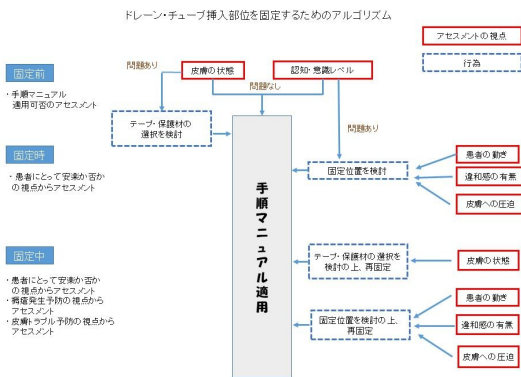 ドレーン・チューブ挿入部位を固定するためのアルゴリズム
アセスメントの視点
行為
固定前
・手順マニュアル
適用可否のアセスメント
問題あり
皮膚の状態
認知・意識レベル
問題なし
テープ・保護材の
選択を検討
問題あり
固定時
・患者にとって安楽か否か
の視点からアセスメント
固定位置を検討
患者の動き
違和感の有無
皮膚への圧迫
手順マニュアル適用
固定中
・患者にとって安楽か否か
の視点からアセスメント
・褥瘡発生予防の視点から
アセスメント
・皮膚トラブル予防の視点から
アセスメント
テープ・保護材の選択を
検討の上、再固定
皮膚の状態
固定位置を検討の上、
再固定
患者の動き
違和感の有無
皮膚への圧迫